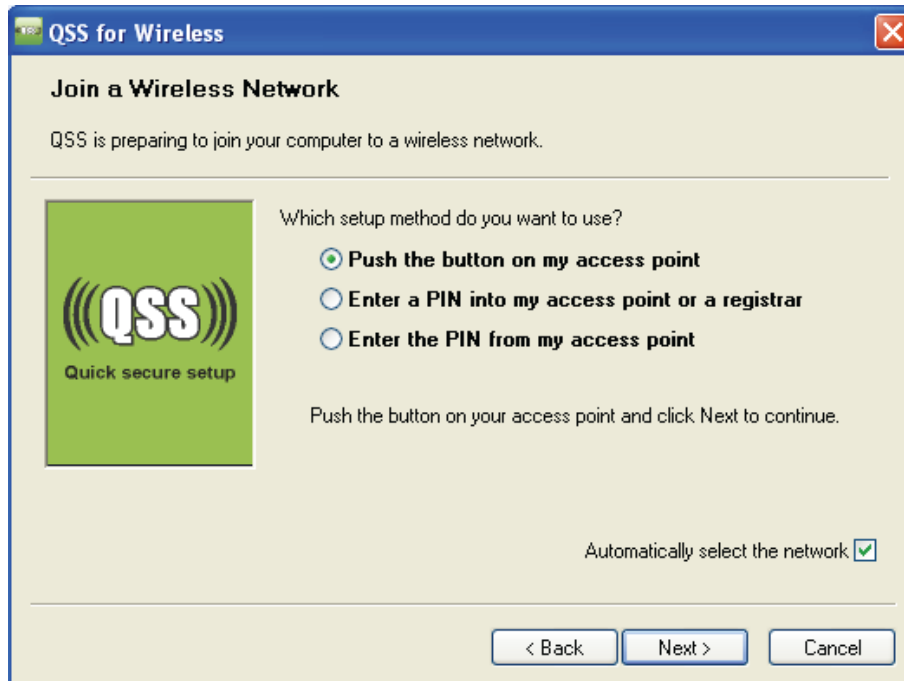 QSS for Wireless
Join a Wireless Network
QSS is preparing to join your computer to a wireless network.
Which setup method do you want to use?
Push the button on my access point
Enter a PIN into my access point or a registrar
Enter the PIN from my access point
(((QSS)))
Quick secure setup
Push the button on your access point and click Next to continue.
Automatically select the network
< Back Next > Cancel